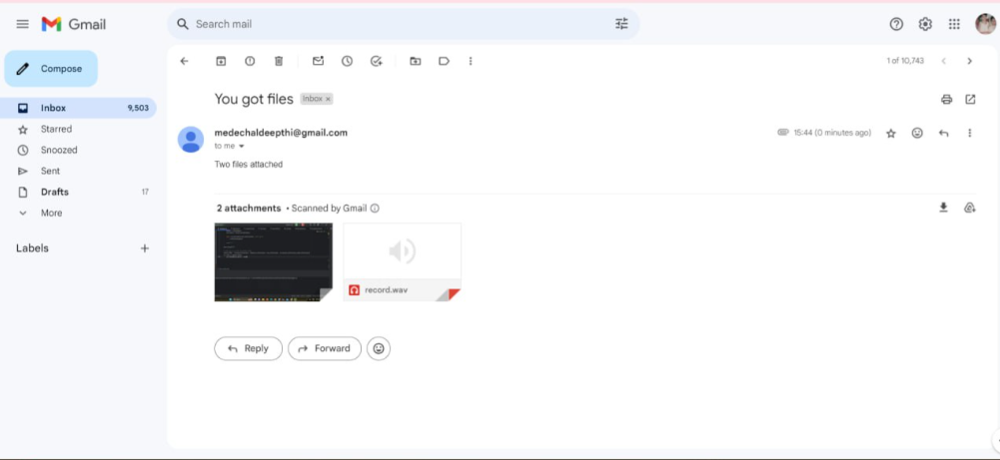 Gmail
Search mail
Compose
1 of 10,743
Inbox 9,503
You got files Inbox ×
Starred
medechaldeepthi@gmail.com 15:44 (0 minutes ago)
Snoozed
to me
Sent
Two files attached
Drafts 17
More
2 attachments • Scanned by Gmail
Labels
record.wav
Reply Forward